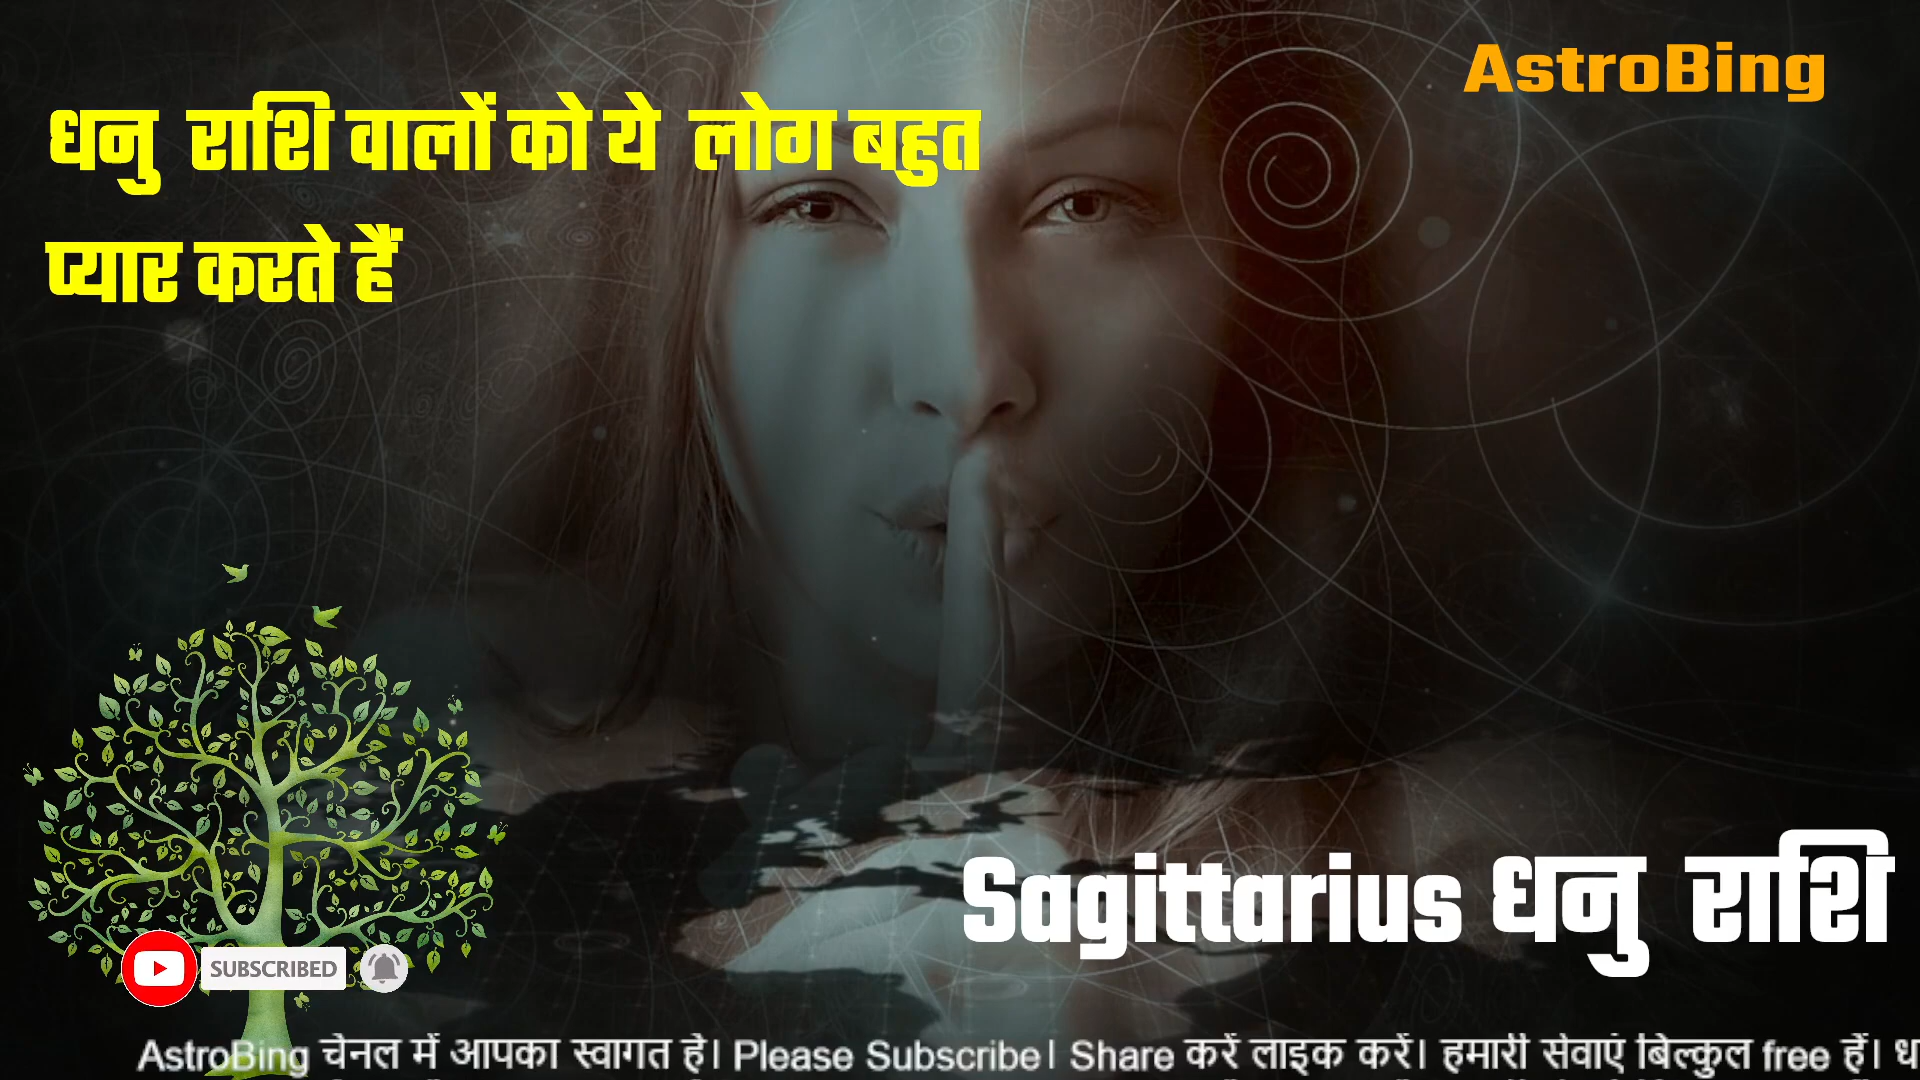 AstroBing
धनु राशि वालों को ये लोग बहुत
प्यार करते हैं
Sagittarius धनु राशि
SUBSCRIBED
AstroBing चेनल में आपका स्वागत हे। Please Subscribe। Share करें लाइक करें। हमारी सेवाएं बिल्कुल free हैं।